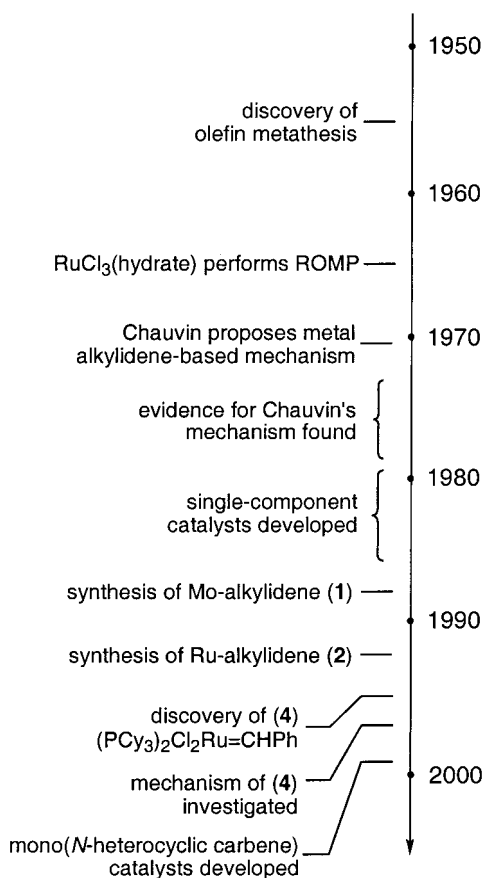 1950
discovery of
olefin metathesis
1960
RuCl3(hydrate) performs ROMP
Chauvin proposes metal
alkylidene-based mechanism
1970
evidence for Chauvin's
mechanism found
1980
single-component
catalysts developed
synthesis of Mo-alkylidene (1)
1990
synthesis of Ru-alkylidene (2)
discovery of (4)
(PCy3)2Cl2Ru=CHPh
mechanism of (4)
investigated
2000
mono(N-heterocyclic carbene)
catalysts developed